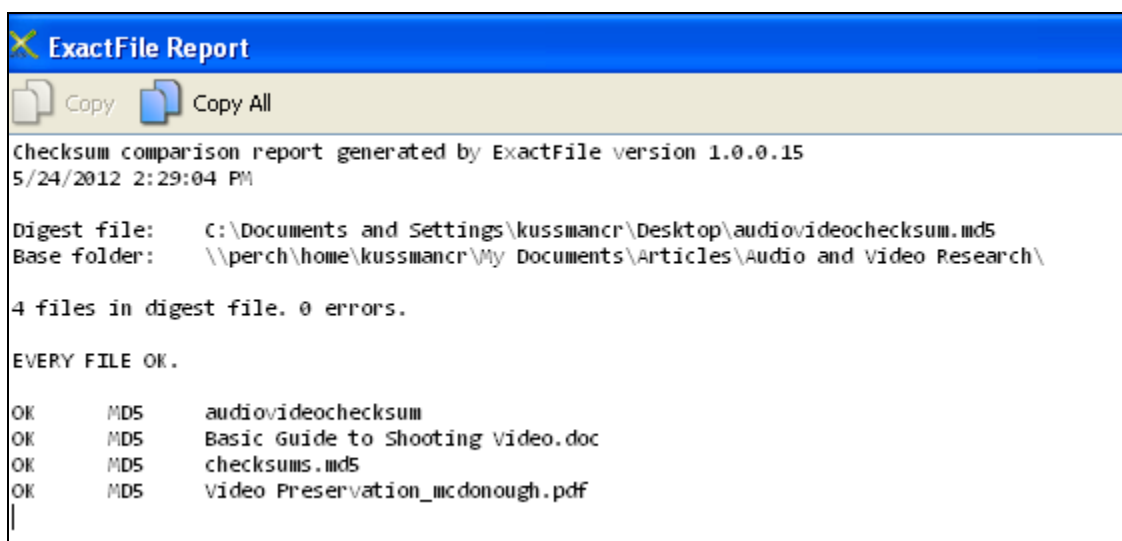 ExactFile Report
Copy Copy All
Checksum comparison report generated by ExactFile version 1.0.0.15
5/24/2012 2:29:04 PM
Digest file: C:\Documents and Settings\kussmancr\Desktop\audiovideochecksum.md5
Base folder: \\perch\home\kussmancr\My Documents\Articles\Audio and Video Research\
4 files in digest file. 0 errors.
EVERY FILE OK.
OK MD5 audiovideochecksum
OK MD5 Basic Guide to Shooting Video.doc
OK MD5 checksums.md5
OK MD5 Video Preservation_mcdonough.pdf